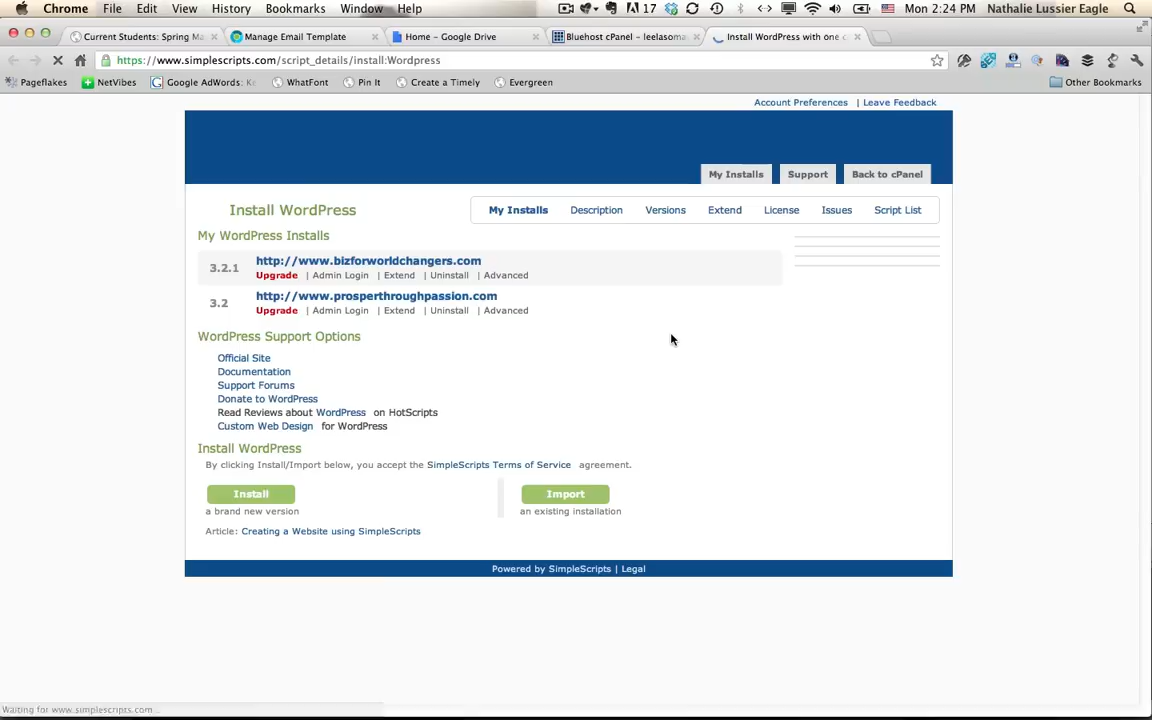 Chrome File Edit View History Bookmarks Window Help 17 Mon 2:24 PM Nathalie Lussier Eagle
Current Students: Spring Ma Manage Email Template Home – Google Drive Bluehost cPanel – leelasoma Install WordPress with one c
https://www.simplescripts.com/script_details/install:Wordpress
Pageflakes NetVibes Google AdWords: Ke WhatFont Pin It Create a Timely Evergreen Other Bookmarks
Account Preferences | Leave Feedback
My Installs Support Back to cPanel
Install WordPress My Installs Description Versions Extend License Issues Script List
My WordPress Installs
3.2.1 http://www.bizforworldchangers.com
Upgrade | Admin Login | Extend | Uninstall | Advanced
3.2 http://www.prosperthroughpassion.com
Upgrade | Admin Login | Extend | Uninstall | Advanced
WordPress Support Options
Official Site
Documentation
Support Forums
Donate to WordPress
Read Reviews about WordPress on HotScripts
Custom Web Design for WordPress
Install WordPress
By clicking Install/Import below, you accept the SimpleScripts Terms of Service agreement.
Install Import
a brand new version an existing installation
Article: Creating a Website using SimpleScripts
Powered by SimpleScripts | Legal
Waiting for www.simplescripts.com...